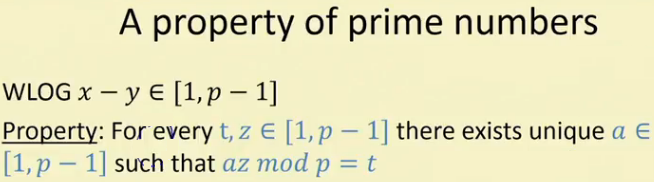 A property of prime numbers
WLOG x − y ∈ [1, p − 1]
Property: For every t, z ∈ [1, p − 1] there exists unique a ∈
[1, p − 1] such that az mod p = t